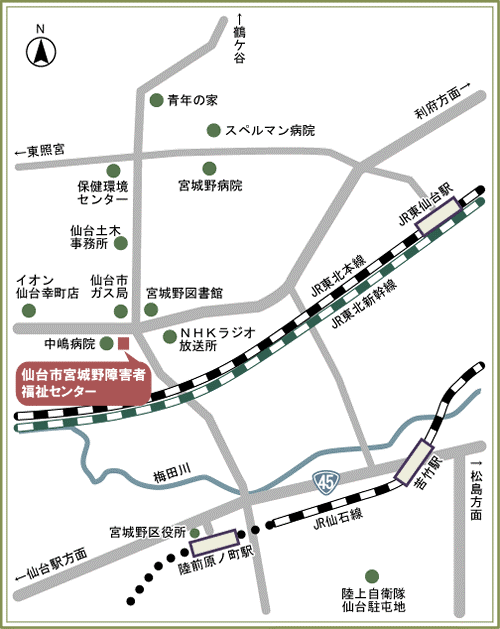 N
←鶴ケ谷
青年の家
利府方面→
スペルマン病院
←東照宮
保健環境
センター
宮城野病院
JR東仙台駅
仙台土木
事務所
JR東北本線
JR東北新幹線
イオン
仙台幸町店
仙台市
ガス局
宮城野図書館
中嶋病院
NHKラジオ
放送所
仙台市宮城野障害者
福祉センター
梅田川
45
苦竹駅
→松島方面
JR仙石線
宮城野区役所
陸前原ノ町駅
←仙台駅方面
陸上自衛隊
仙台駐屯地